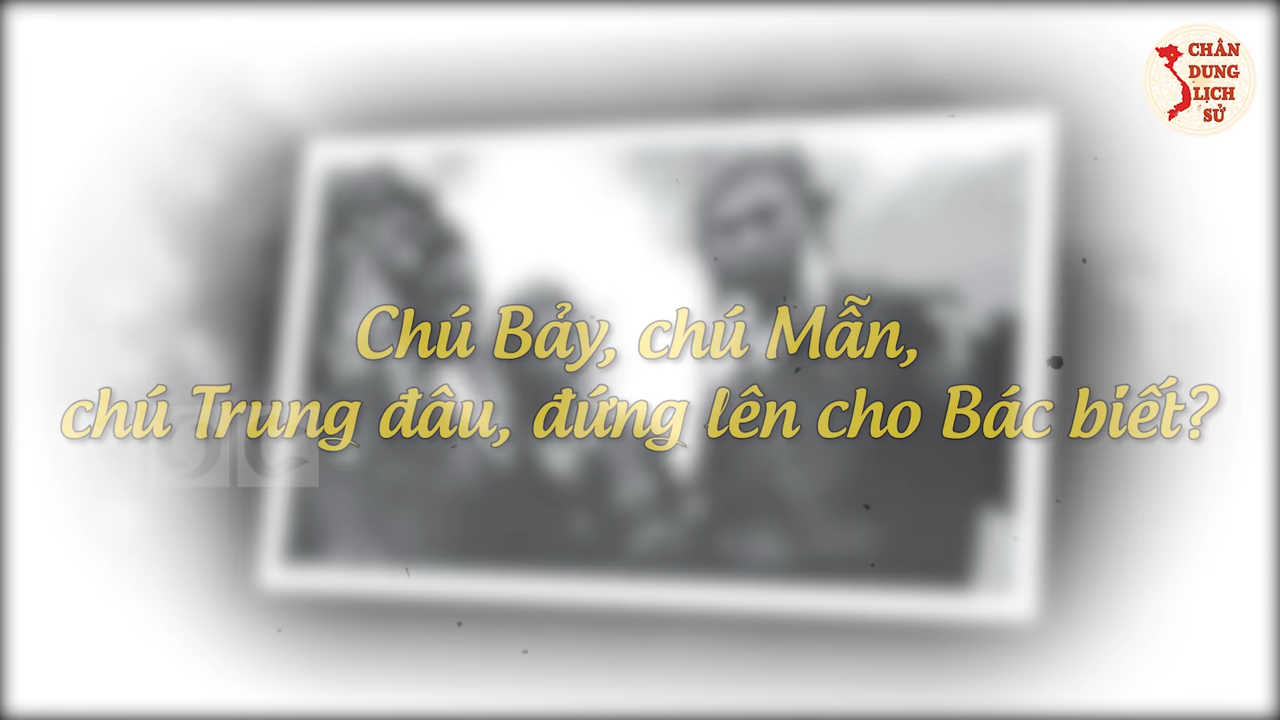 CHÂN
DUNG
LỊCH
SỬ
Chú Bảy, chú Mẫn,
chú Trung đâu, đứng lên cho Bác biết?